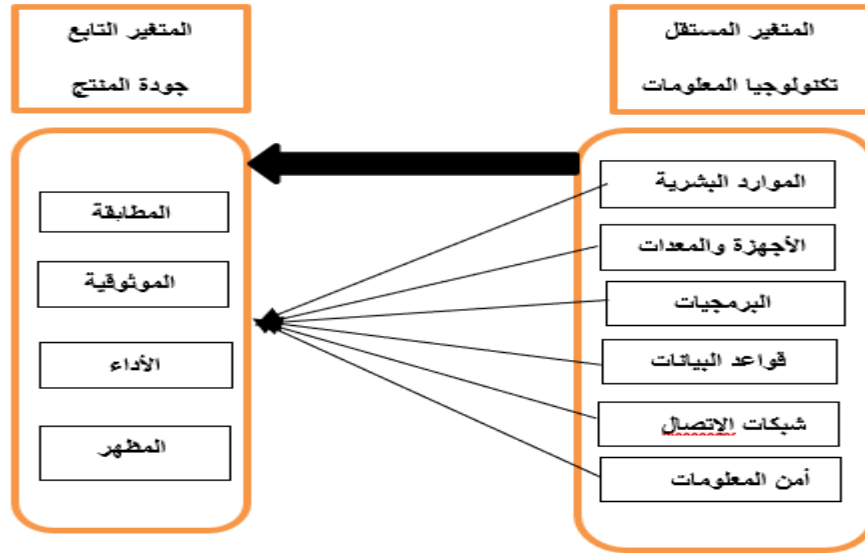 المتغير المستقل
تكنولوجيا المعلومات
المتغير التابع
جودة المنتج
الموارد البشرية
الأجهزة والمعدات
البرمجيات
قواعد البيانات
شبكات الاتصال
أمن المعلومات
المطابقة
الموثوقية
الأداء
المظهر